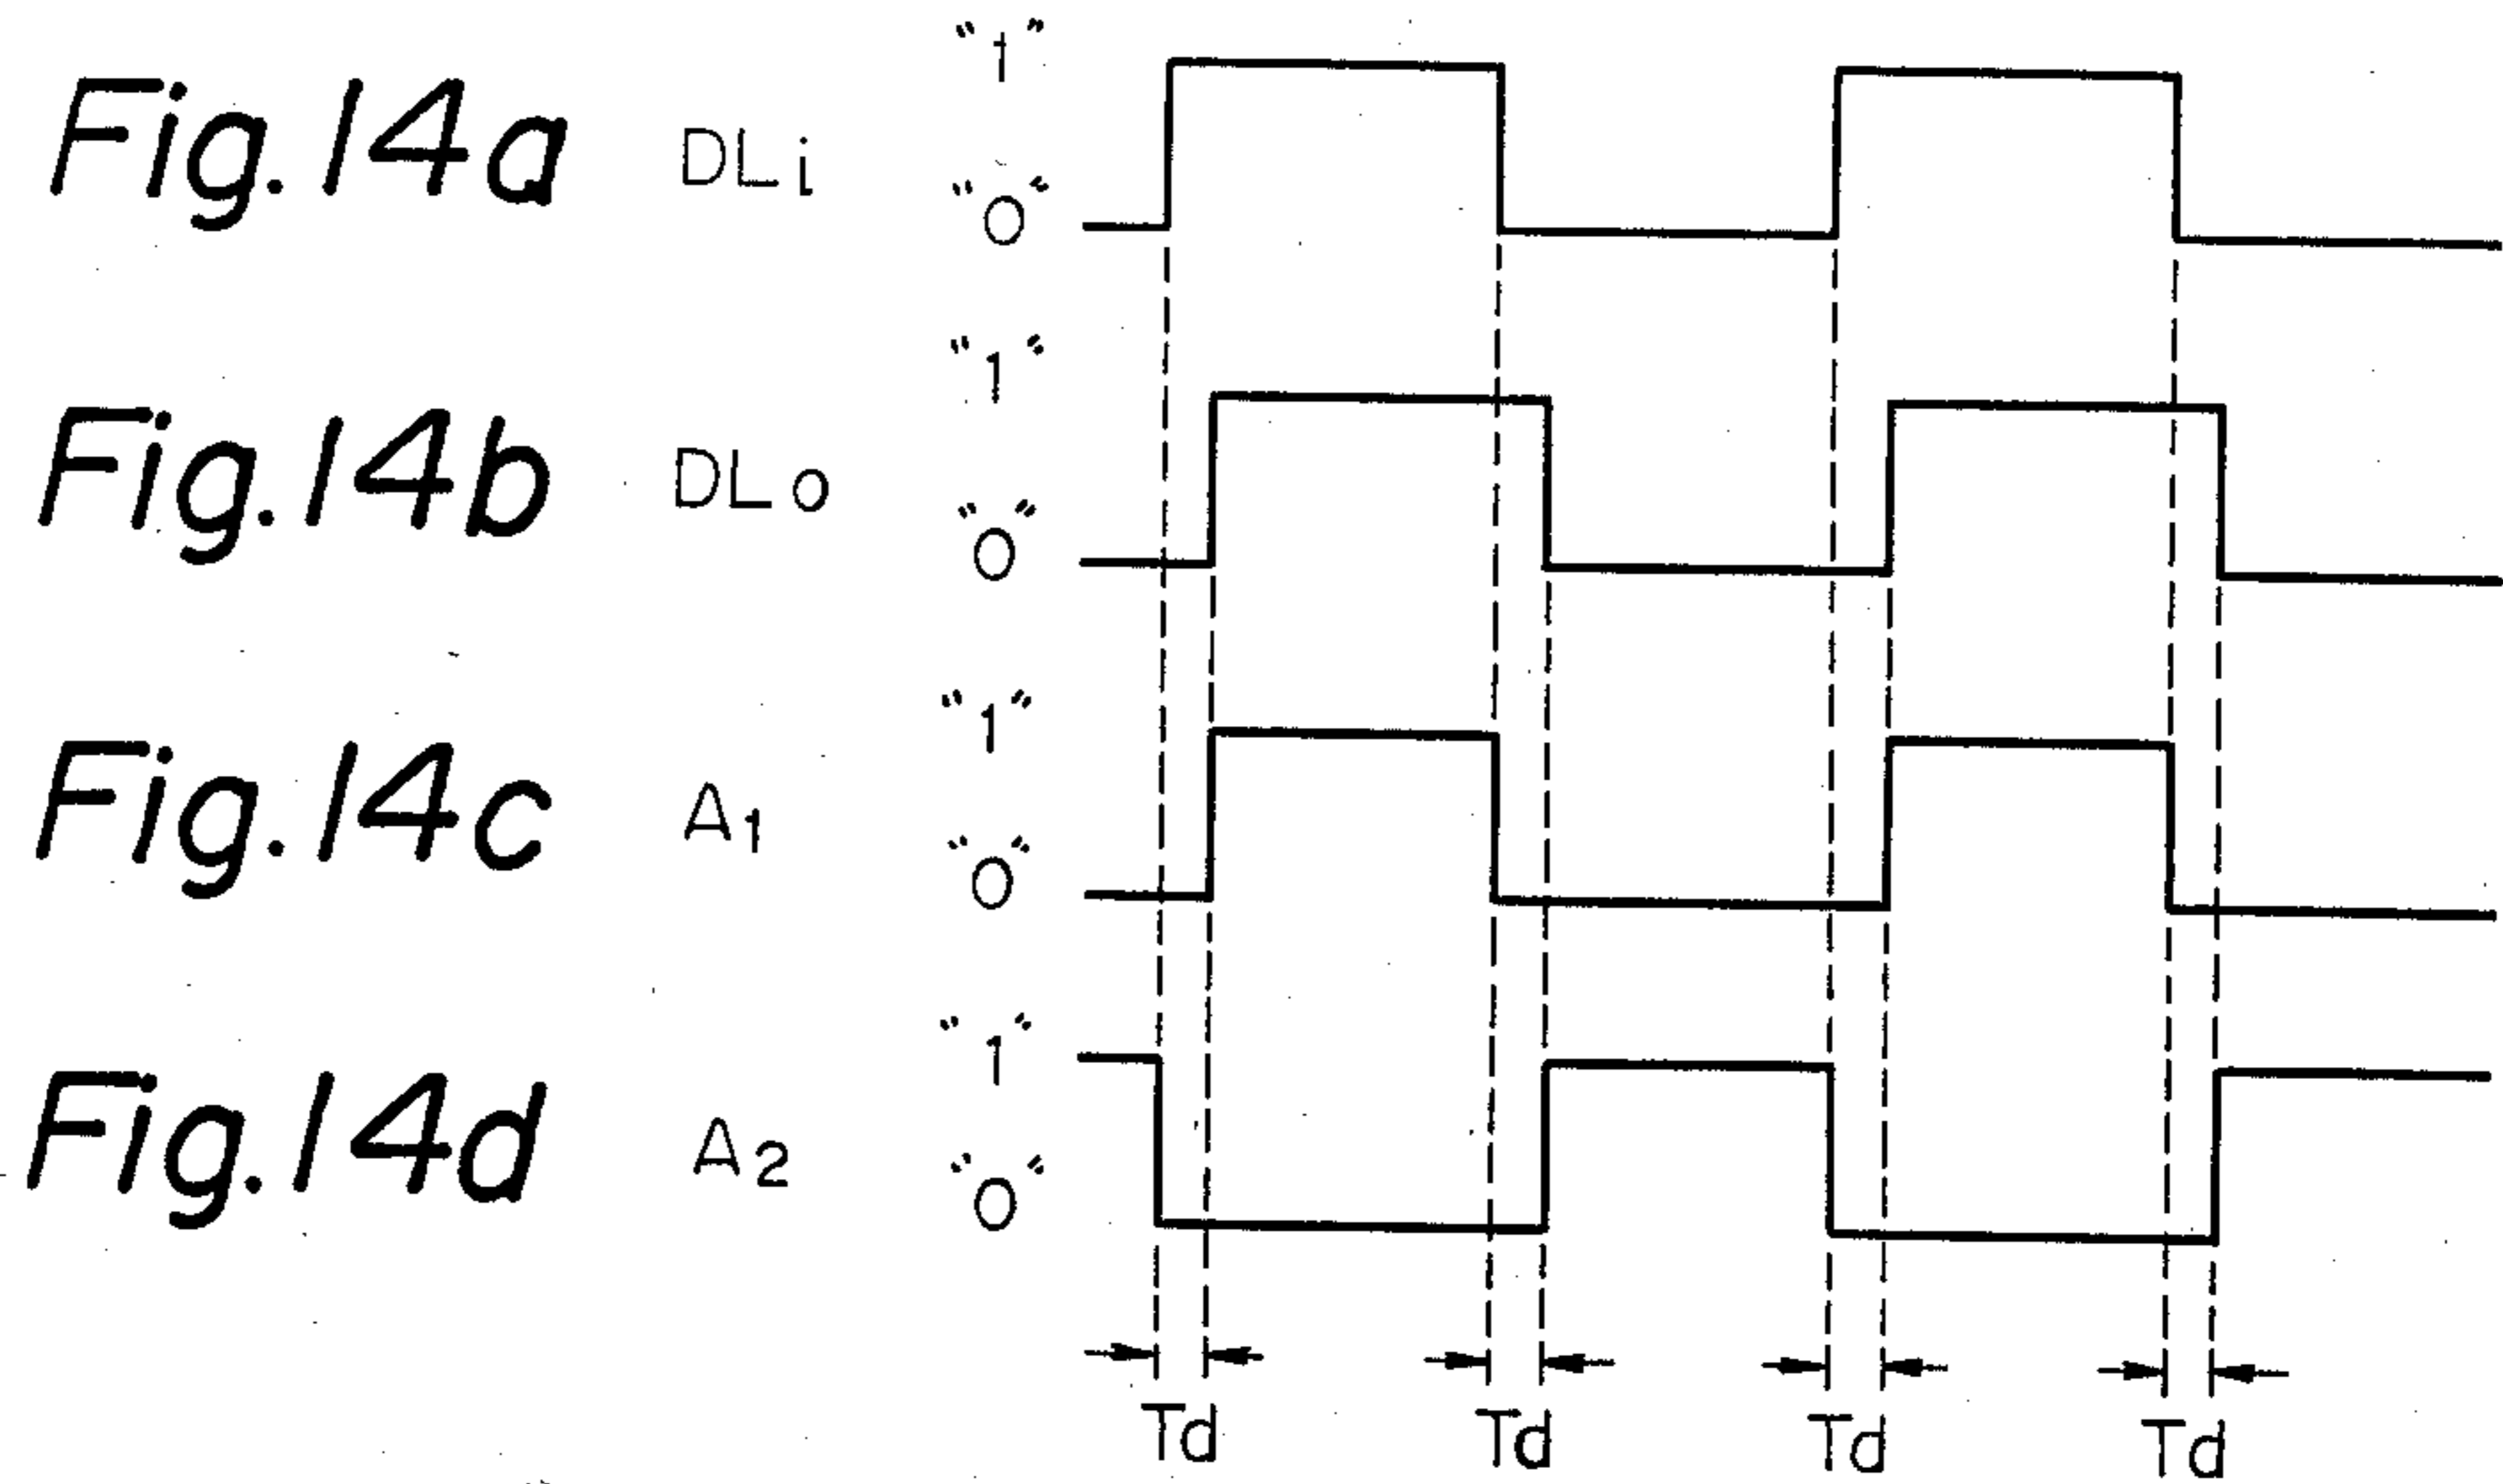 "1"
Fig.14a DLi
"0"
"1"
Fig.14b DLo
"0"
"1"
Fig.14c A1
"0"
"1"
Fig.14d A2
"0"
Td Td Td Td